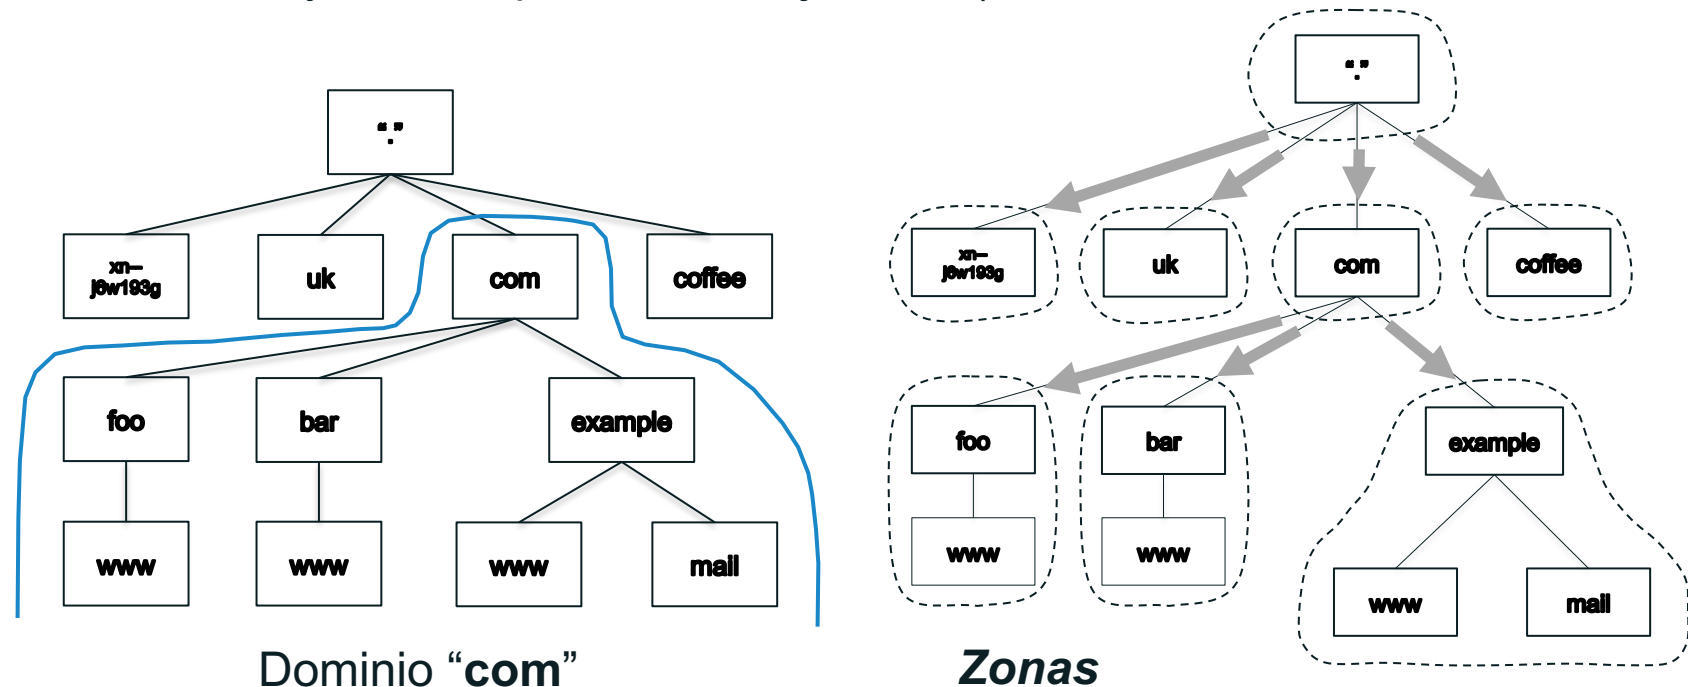 “.”
xn--
j6w193g
uk
com
coffee
foo
bar
example
www
www
www
mail
Dominio “com”
“.”
xn--
j6w193g
uk
com
coffee
foo
bar
example
www
www
www
mail
Zonas